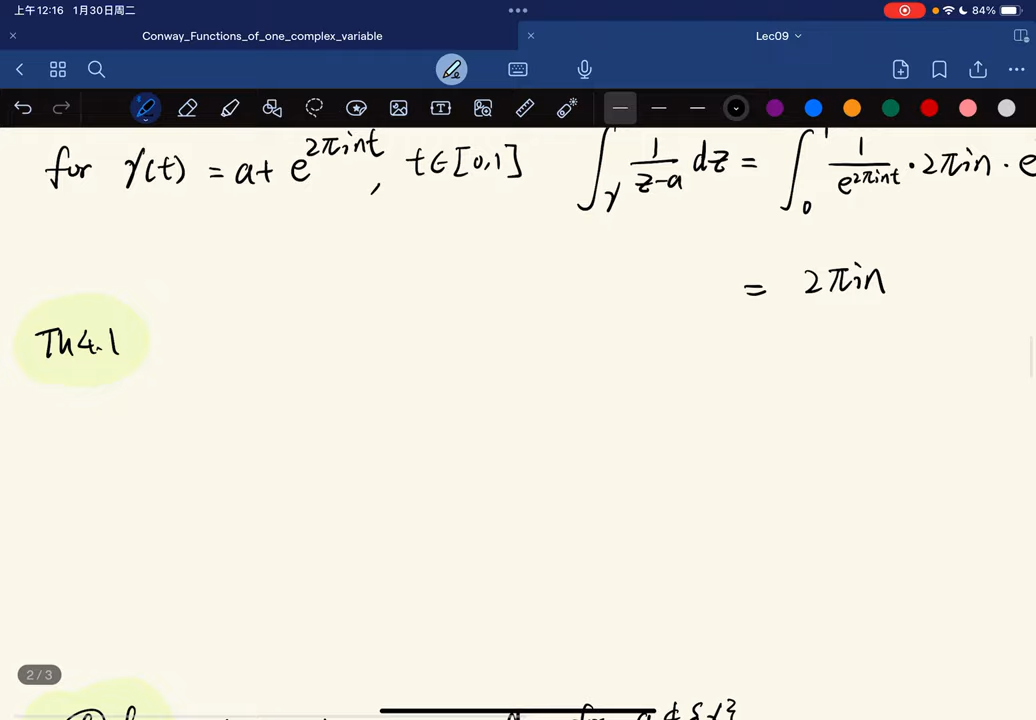 上午12:16 1月30日周二 84%
Conway_Functions_of_one_complex_variable Lec09
for γ(t) = a+ e^{2πint}, t∈[0,1] ∫_γ 1/(z-a) dz = ∫_0^1 1/e^{2πint} · 2πin · e
= 2πin
Th4.1
2 / 3